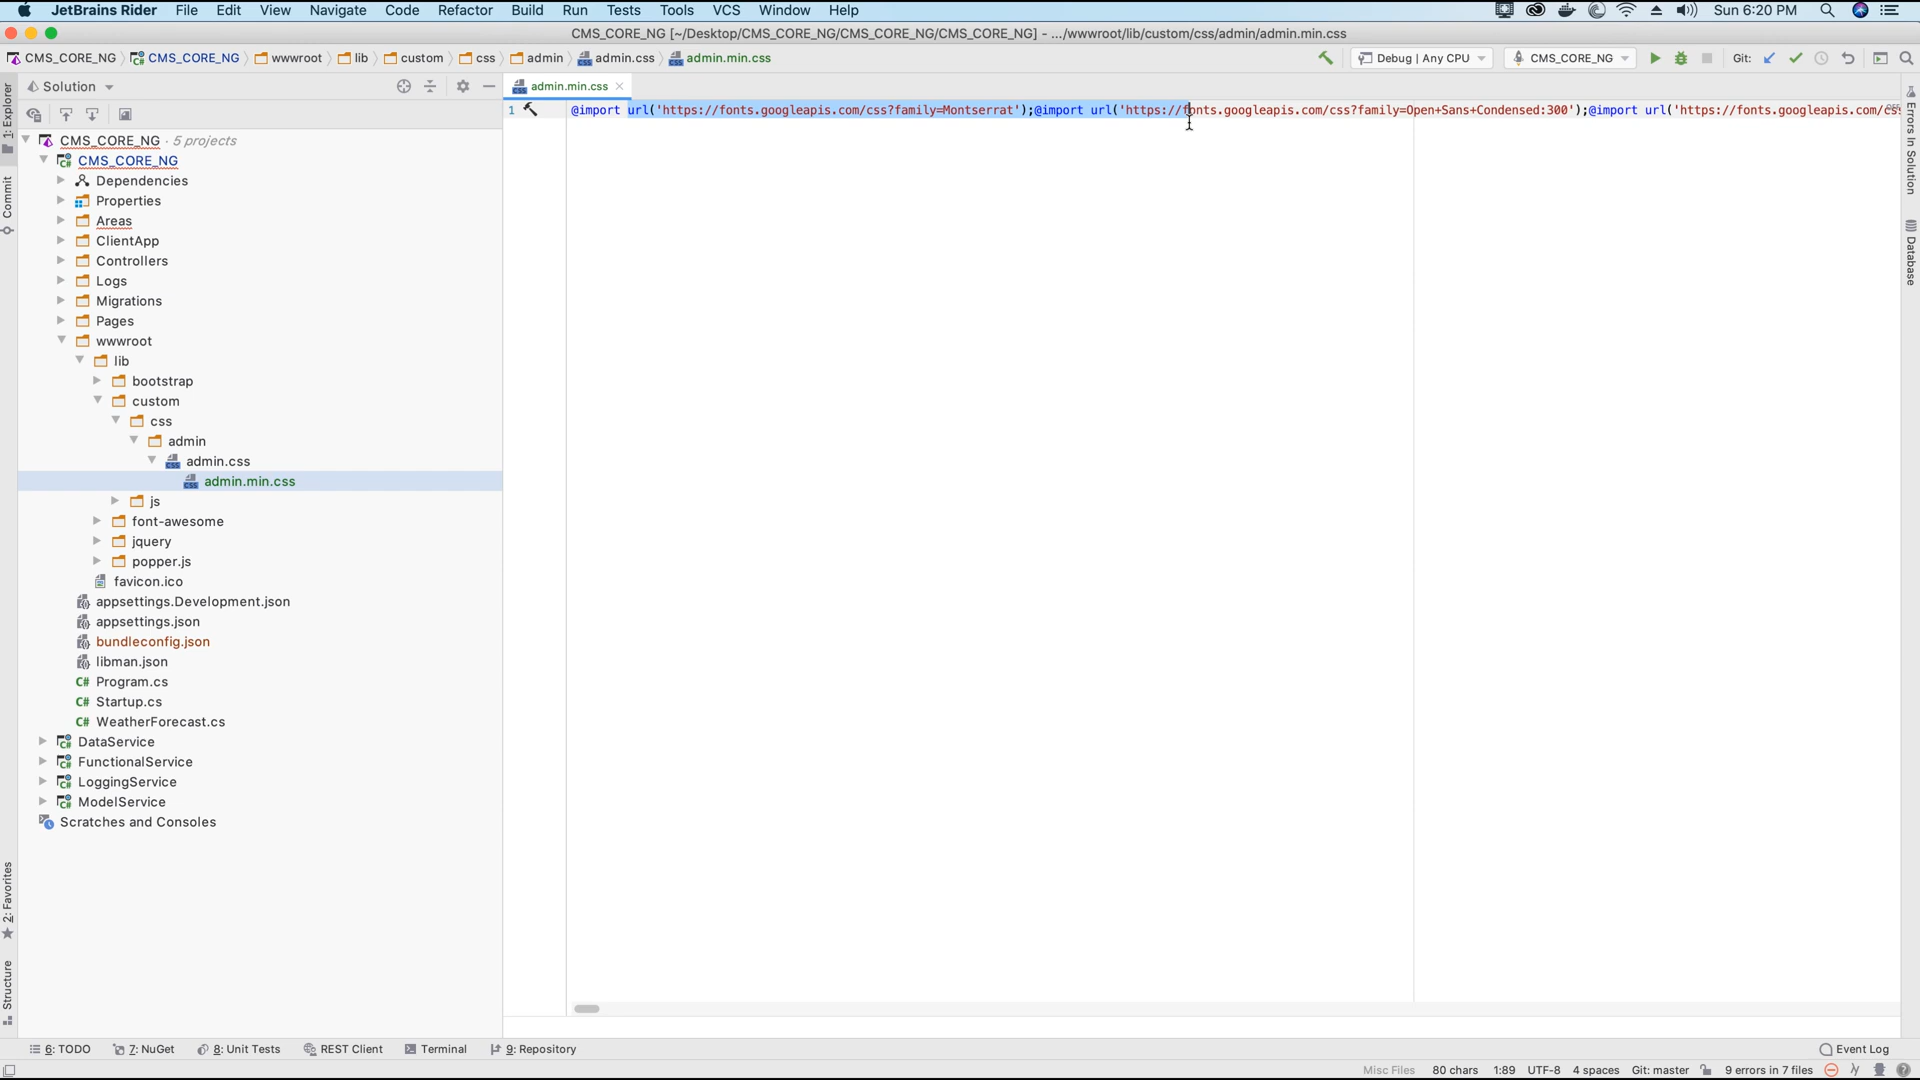 JetBrains Rider File Edit View Navigate Code Refactor Build Run Tests Tools VCS Window Help Sun 6:20 PM
CMS_CORE_NG [~/Desktop/CMS_CORE_NG/CMS_CORE_NG/CMS_CORE_NG] - .../wwwroot/lib/custom/css/admin/admin.min.css
CMS_CORE_NG CMS_CORE_NG wwwroot lib custom css admin admin.css admin.min.css Debug | Any CPU CMS_CORE_NG Git:
Solution admin.min.css
1 @import url('https://fonts.googleapis.com/css?family=Montserrat');@import url('https://fonts.googleapis.com/css?family=Open+Sans+Condensed:300');@import url('https://fonts.googleapis.com/css
CMS_CORE_NG · 5 projects
CMS_CORE_NG
Dependencies
Properties
Areas
ClientApp
Controllers
Logs
Migrations
Pages
wwwroot
lib
bootstrap
custom
css
admin
admin.css
admin.min.css
js
font-awesome
jquery
popper.js
favicon.ico
appsettings.Development.json
appsettings.json
bundleconfig.json
libman.json
C# Program.cs
C# Startup.cs
C# WeatherForecast.cs
DataService
FunctionalService
LoggingService
ModelService
Scratches and Consoles
1: Explorer
Commit
2: Favorites
Structure
Errors In Solution
Database
6: TODO 7: NuGet 8: Unit Tests REST Client Terminal 9: Repository Event Log
Misc Files 80 chars 1:89 UTF-8 4 spaces Git: master 9 errors in 7 files